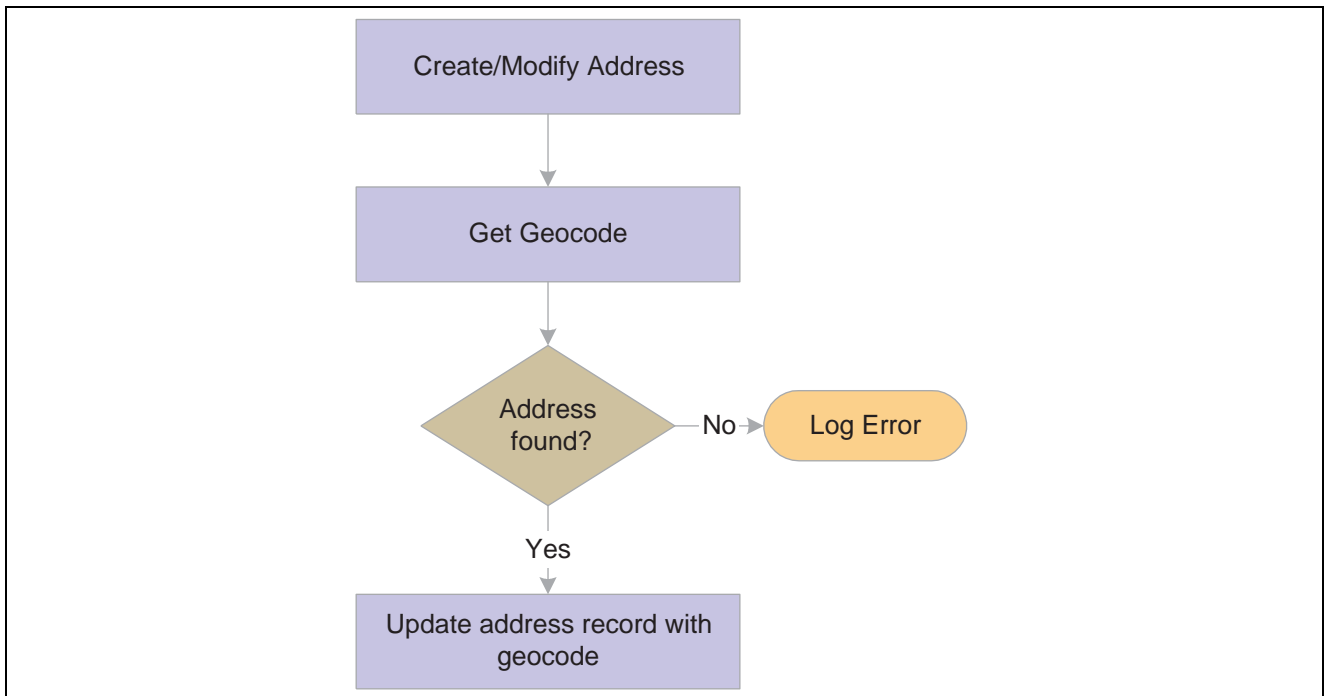 Create/Modify Address
Get Geocode
Address
found?
No
Log Error
Yes
Update address record with
geocode